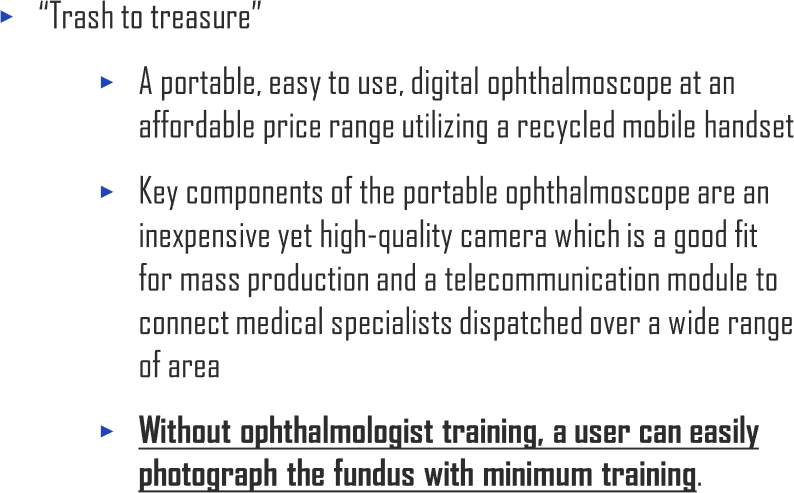 ▸ “Trash to treasure”
▸ A portable, easy to use, digital ophthalmoscope at an
affordable price range utilizing a recycled mobile handset
▸ Key components of the portable ophthalmoscope are an
inexpensive yet high-quality camera which is a good fit
for mass production and a telecommunication module to
connect medical specialists dispatched over a wide range
of area
▸ Without ophthalmologist training, a user can easily
photograph the fundus with minimum training.